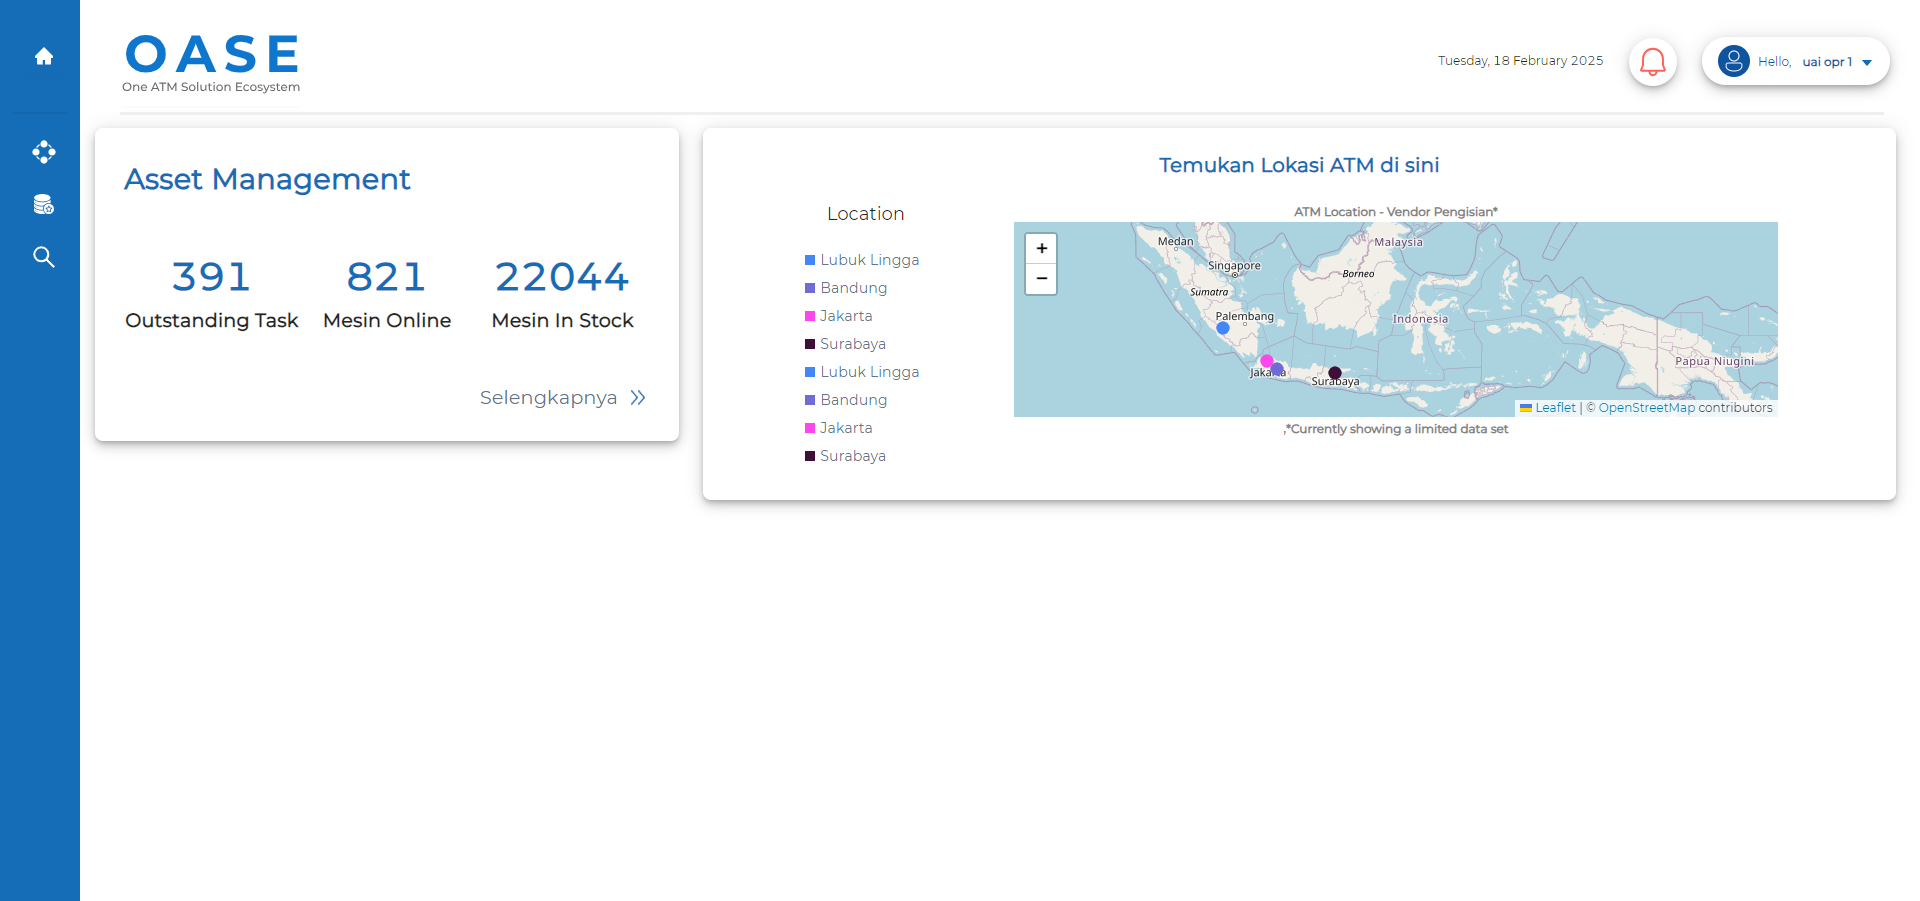 OASE
One ATM Solution Ecosystem
Tuesday, 18 February 2025
Hello, uai opr 1
Asset Management
391
Outstanding Task
821
Mesin Online
22044
Mesin In Stock
Selengkapnya
Temukan Lokasi ATM di sini
Location
Lubuk Lingga
Bandung
Jakarta
Surabaya
Lubuk Lingga
Bandung
Jakarta
Surabaya
ATM Location - Vendor Pengisian*
+
−
Medan
Malaysia
Singapore
Borneo
Sumatra
Palembang
Indonesia
Papua Niugini
Jakarta
Surabaya
Leaflet | © OpenStreetMap contributors
,*Currently showing a limited data set